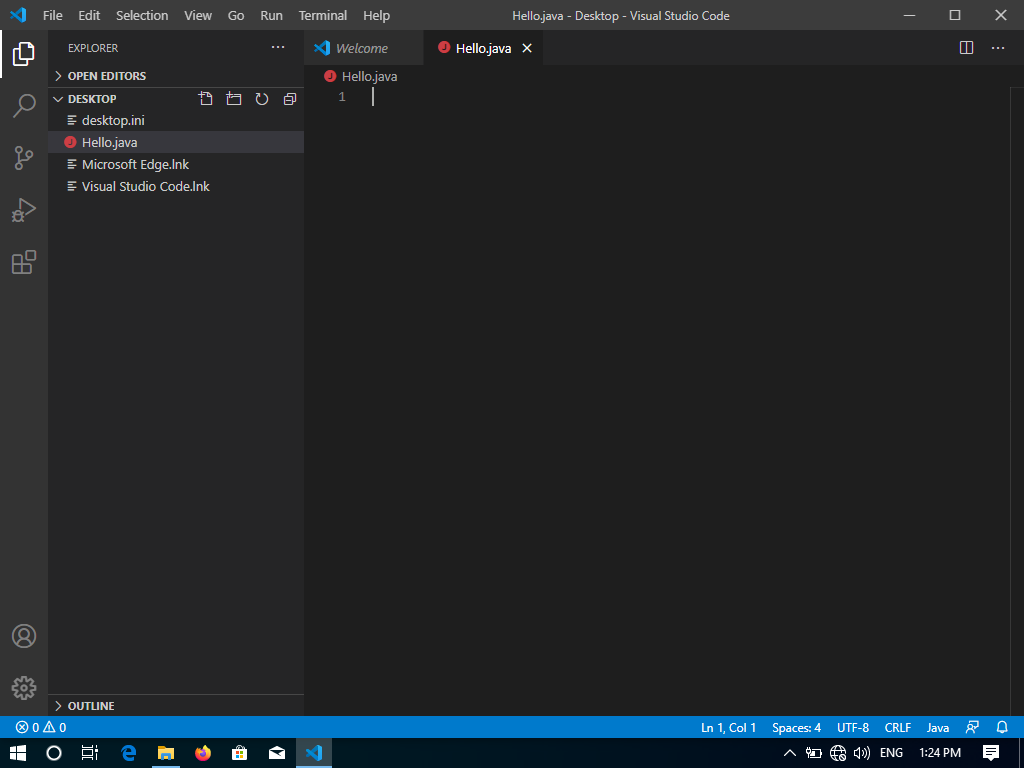 File Edit Selection View Go Run Terminal Help Hello.java - Desktop - Visual Studio Code
EXPLORER
Welcome Hello.java
OPEN EDITORS
Hello.java
DESKTOP
1
desktop.ini
Hello.java
Microsoft Edge.lnk
Visual Studio Code.lnk
OUTLINE
0 0 Ln 1, Col 1 Spaces: 4 UTF-8 CRLF Java
ENG 1:24 PM